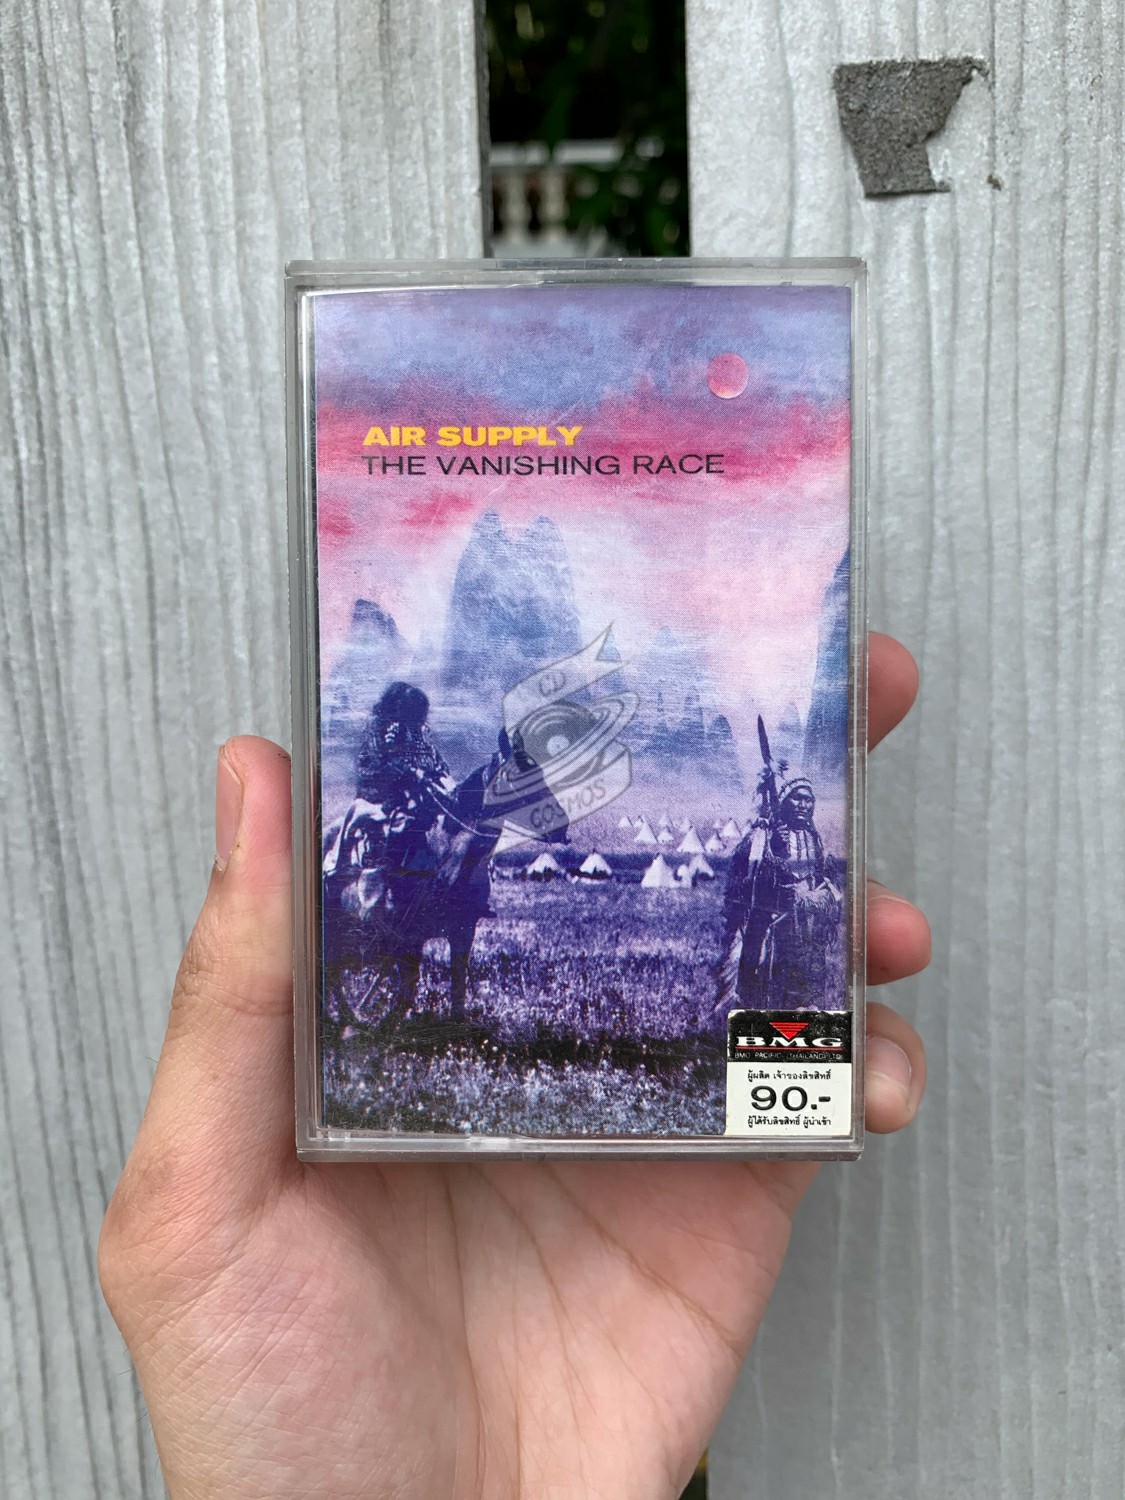 AIR SUPPLY
THE VANISHING RACE
CD
COSMOS
BMG
BMG PACIFIC (THAILAND) LTD
ผู้ผลิต เจ้าของลิขสิทธิ์
90.-
ผู้ได้รับลิขสิทธิ์ ผู้นำเข้า